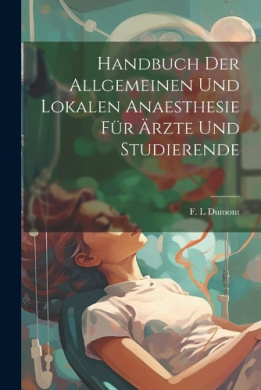 Handbuch Der
Allgemeinen Und
Lokalen Anaesthesie
Für Ärzte Und
Studierende
F. L Dumont